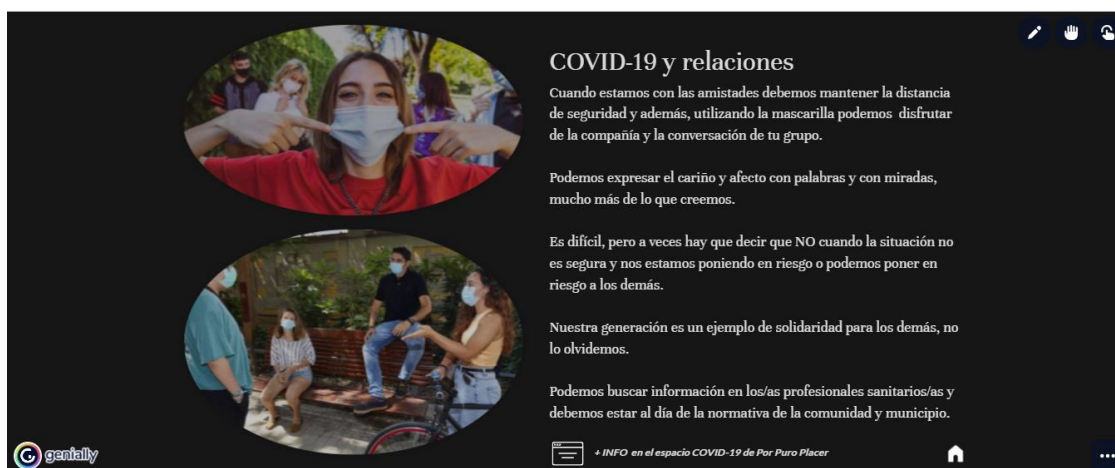 COVID-19 y relaciones
Cuando estamos con las amistades debemos mantener la distancia
de seguridad y además, utilizando la mascarilla podemos disfrutar
de la compañía y la conversación de tu grupo.
Podemos expresar el cariño y afecto con palabras y con miradas,
mucho más de lo que creemos.
Es difícil, pero a veces hay que decir que NO cuando la situación no
es segura y nos estamos poniendo en riesgo o podemos poner en
riesgo a los demás.
Nuestra generación es un ejemplo de solidaridad para los demás, no
lo olvidemos.
Podemos buscar información en los/as profesionales sanitarios/as y
debemos estar al día de la normativa de la comunidad y municipio.
+ INFO en el espacio COVID-19 de Por Puro Placer
genially